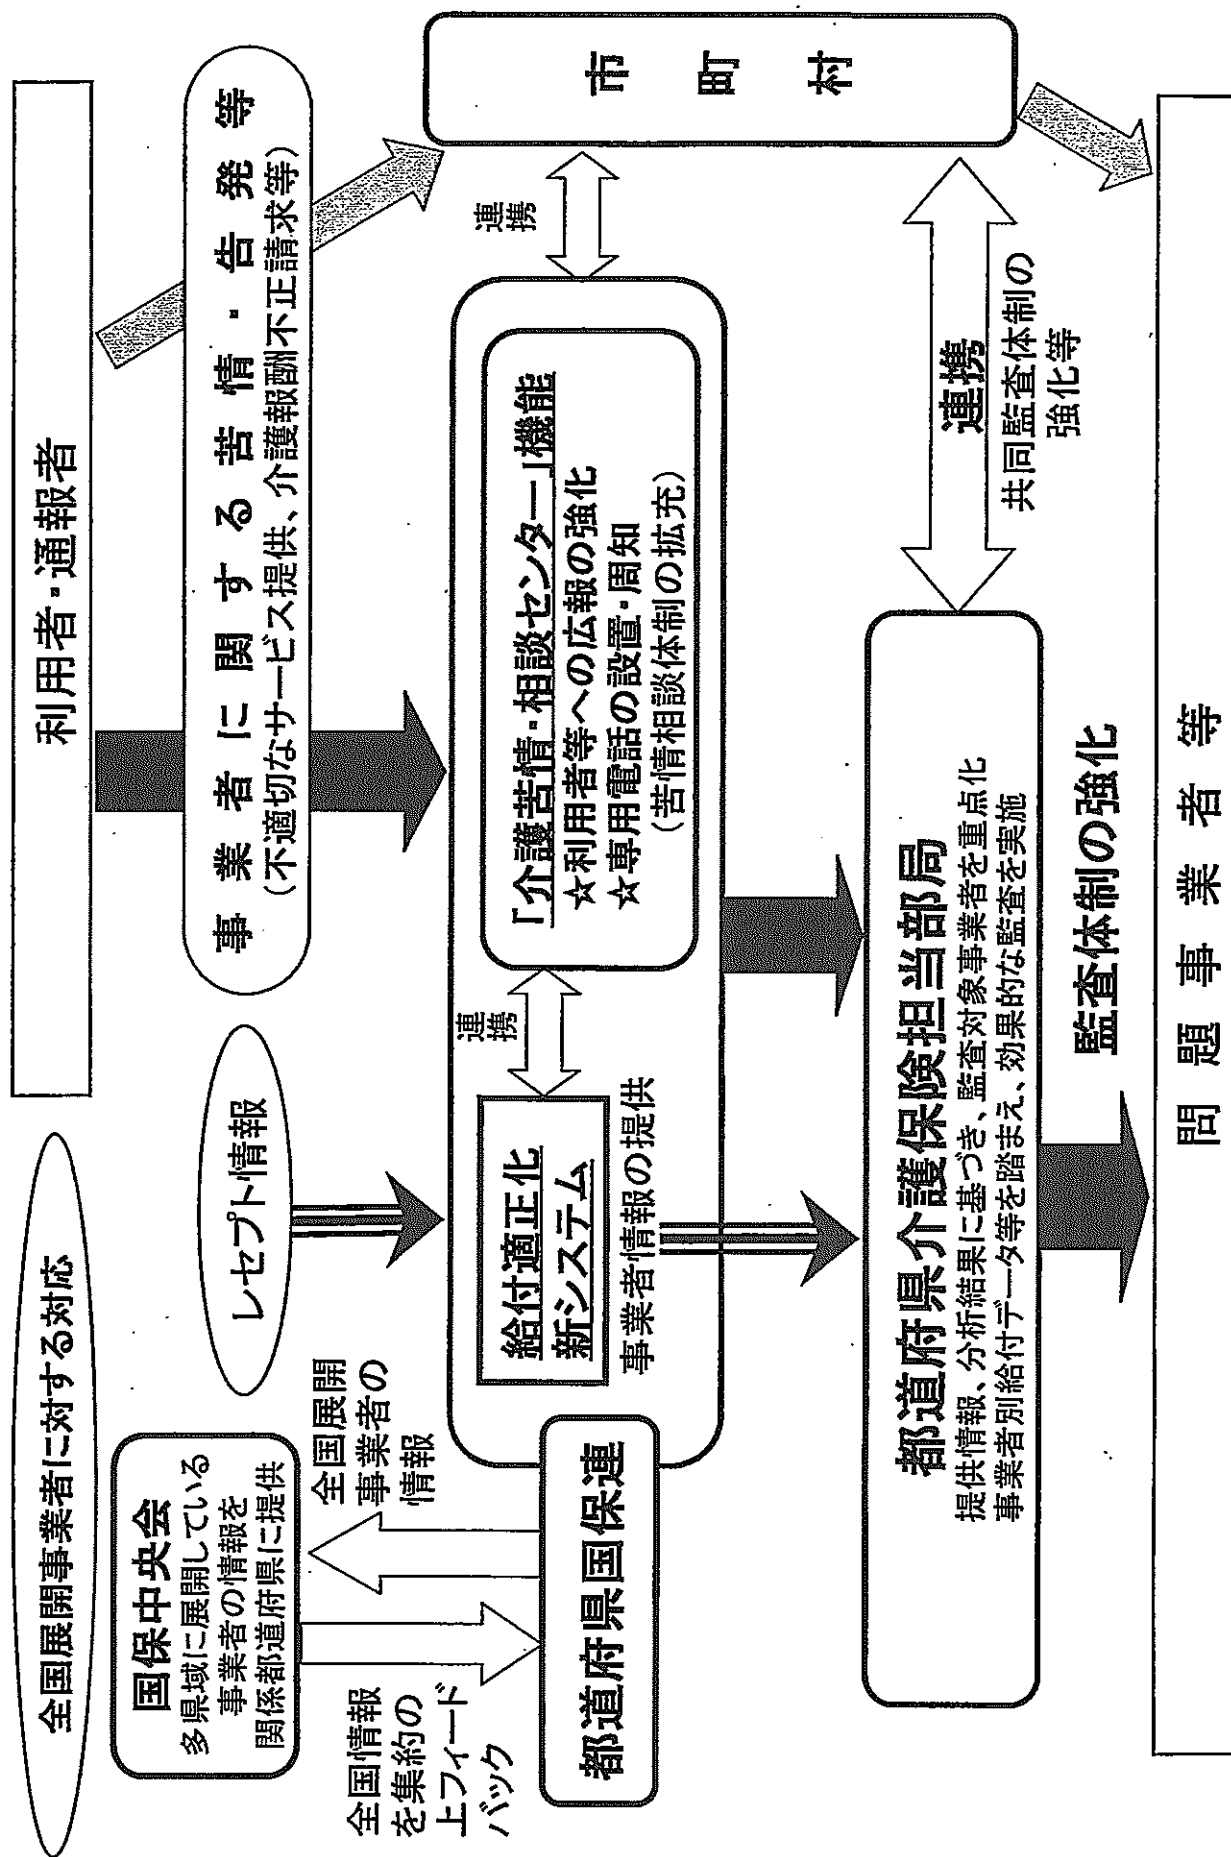 全国展開事業者に対する対応
利用者・通報者
国保中央会
多県域に展開している
事業者の情報を
関係都道府県に提供
レセプト情報
事業者に関する苦情・告発等
(不適切なサービス提供、介護報酬不正請求等)
全国情報
を集約の
上フィード
バック
全国展開
事業者の
情報
都道府県国保連
給付適正化
新システム
事業者情報の提供
連携
「介護苦情・相談センター」機能
☆利用者等への広報の強化
☆専用電話の設置・周知
(苦情相談体制の拡充)
連携
市町村
都道府県介護保険担当部局
提供情報、分析結果に基づき、監査対象事業者を重点化
事業者別給付データ等を踏まえ、効果的な監査を実施
連携
共同監査体制の
強化等
監査体制の強化
問題事業者等